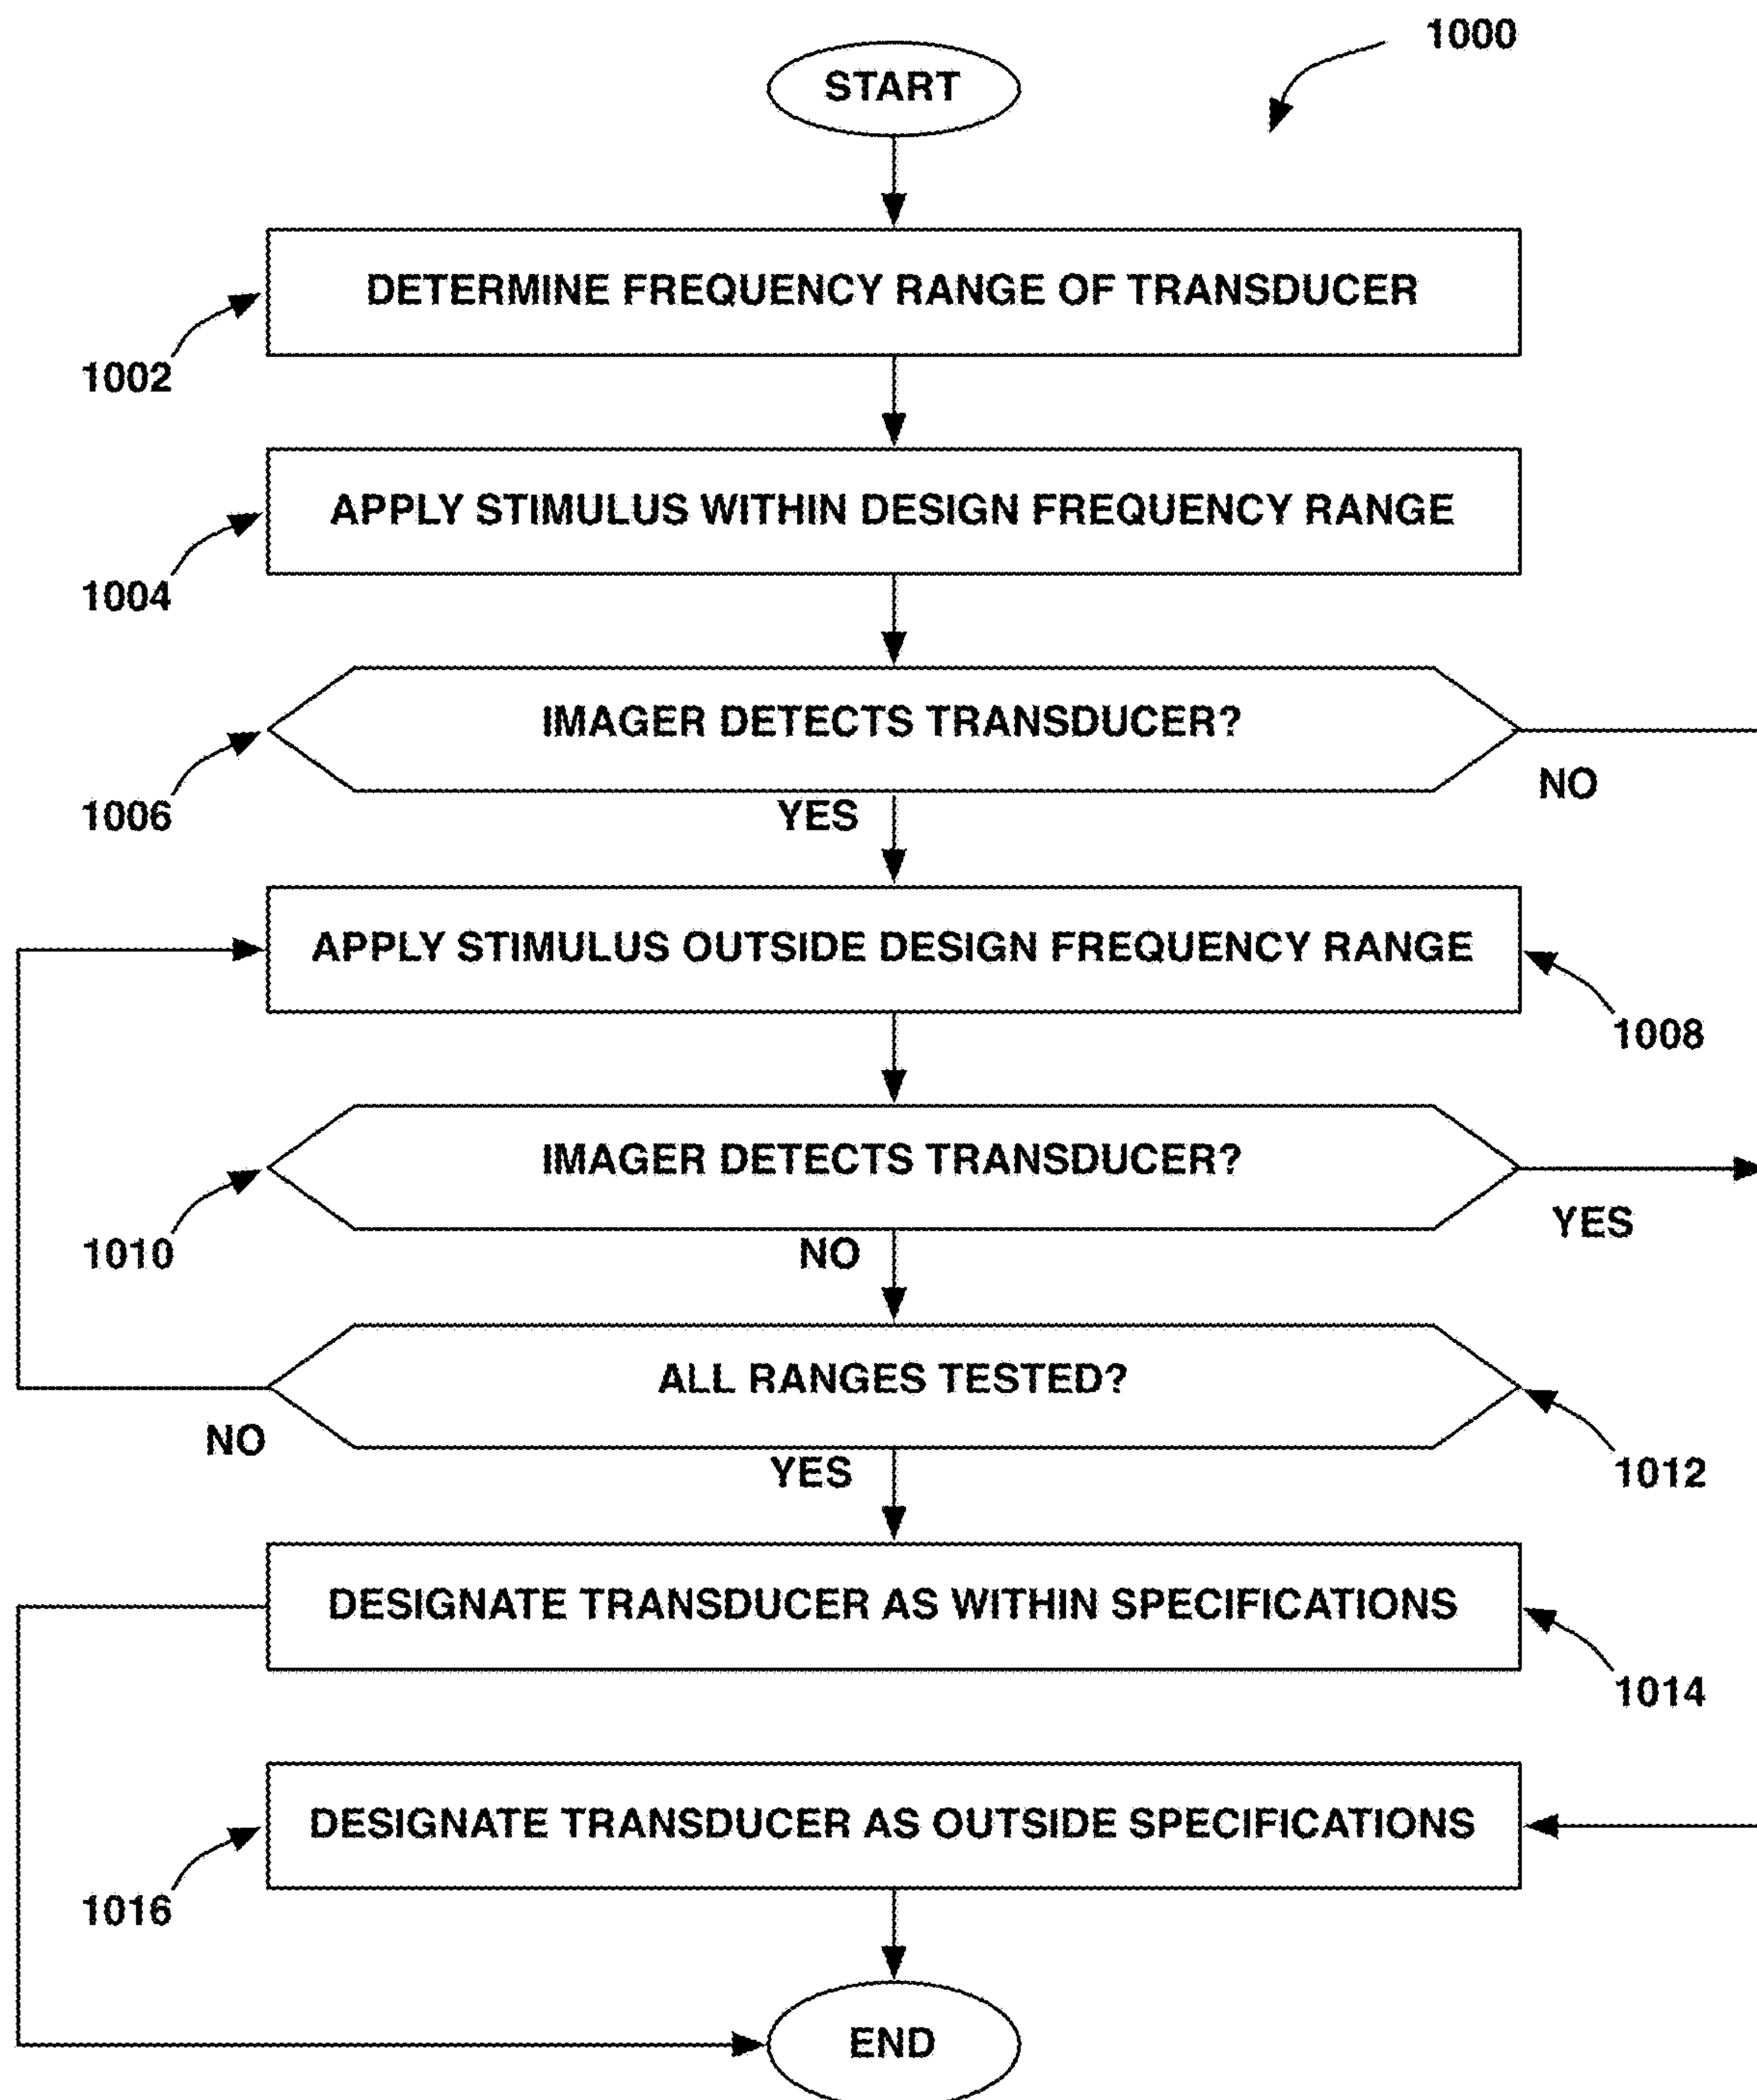 1000
START
DETERMINE FREQUENCY RANGE OF TRANSDUCER
1002
APPLY STIMULUS WITHIN DESIGN FREQUENCY RANGE
1004
IMAGER DETECTS TRANSDUCER?
NO
1006
YES
APPLY STIMULUS OUTSIDE DESIGN FREQUENCY RANGE
1008
IMAGER DETECTS TRANSDUCER?
YES
1010
NO
ALL RANGES TESTED?
NO
YES
1012
DESIGNATE TRANSDUCER AS WITHIN SPECIFICATIONS
1014
DESIGNATE TRANSDUCER AS OUTSIDE SPECIFICATIONS
1016
END